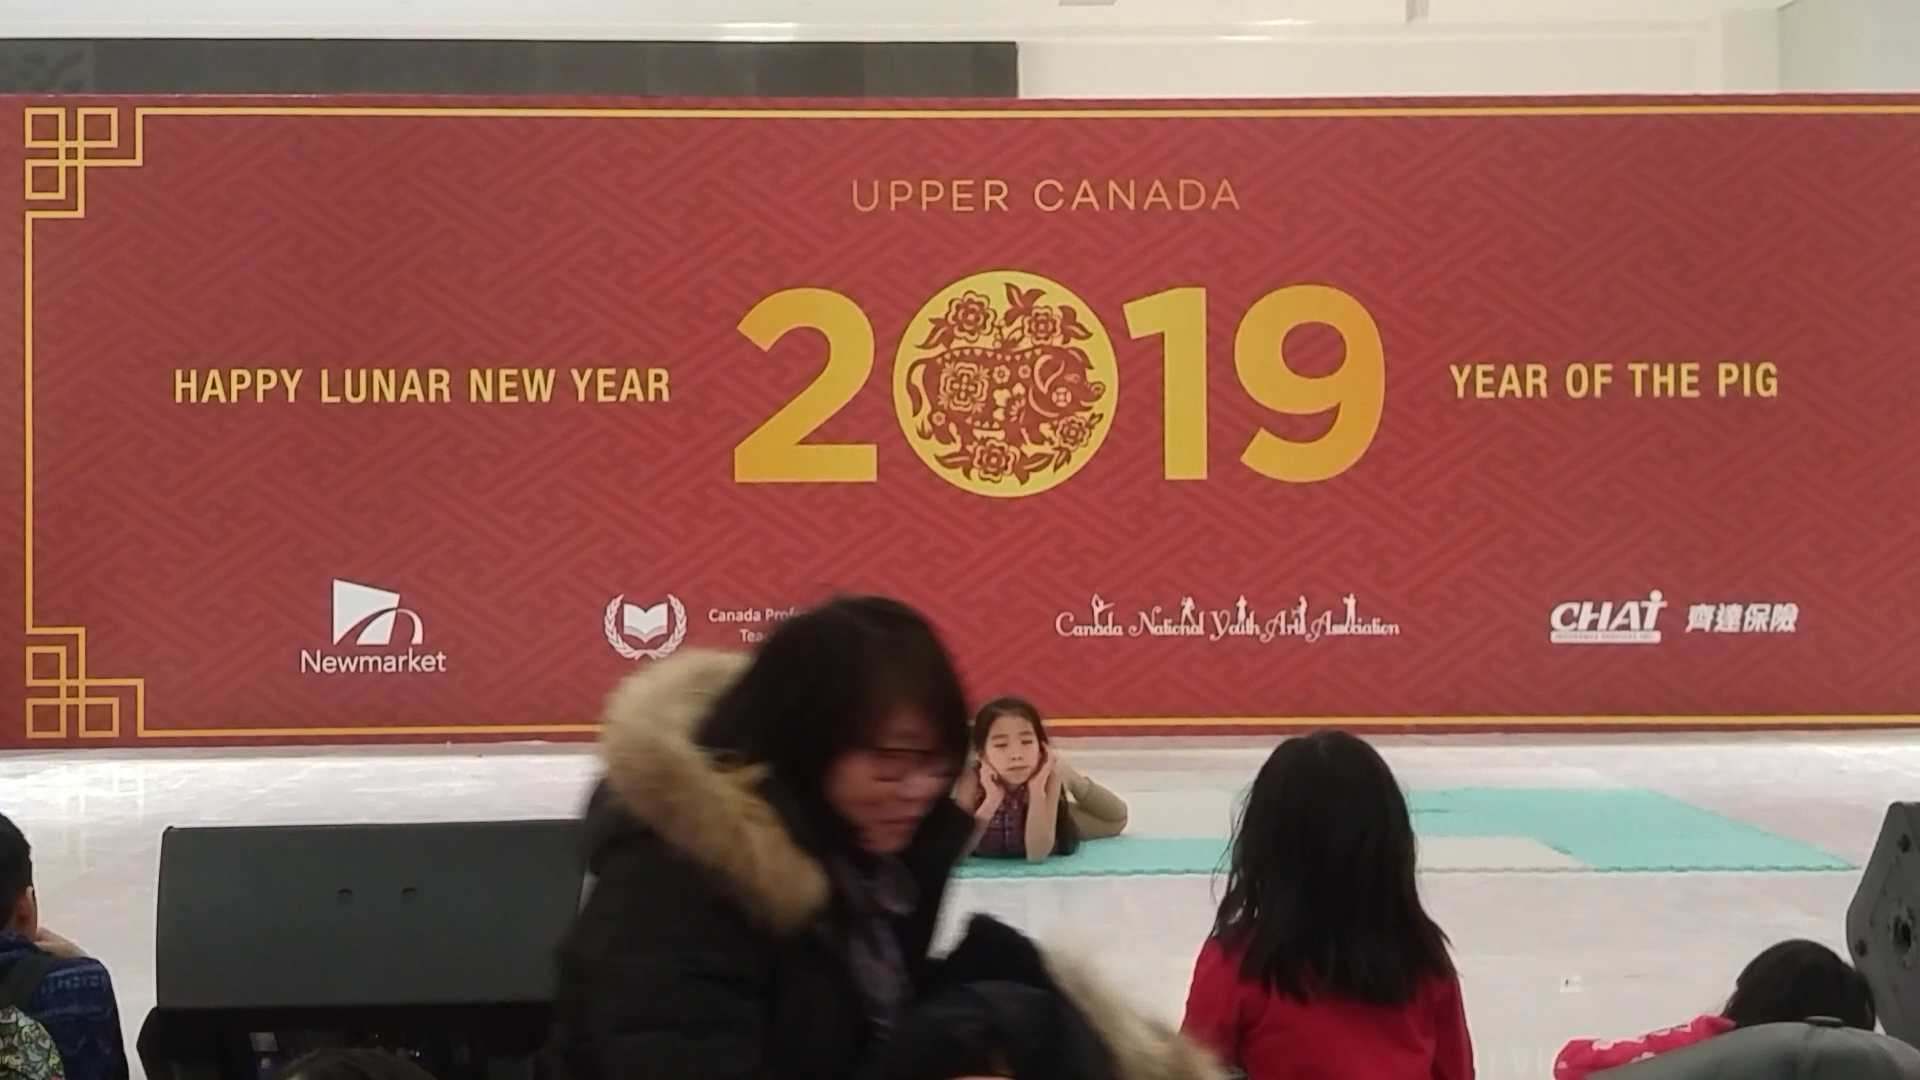 UPPER CANADA
HAPPY LUNAR NEW YEAR
2019
YEAR OF THE PIG
Newmarket
Canada
Canada National Youth Arts Association
CHAT 齊達保險